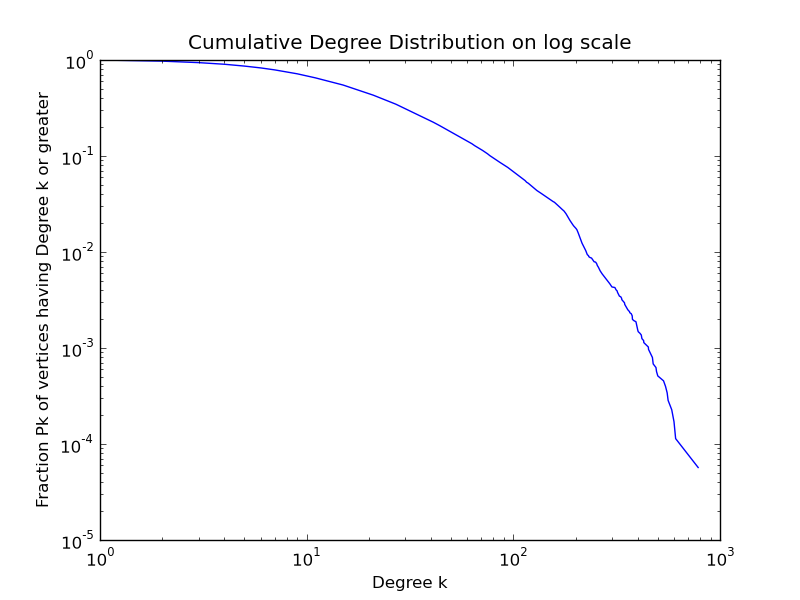 Cumulative Degree Distribution on log scale
Fraction Pk of vertices having Degree k or greater
10^0
10^-1
10^-2
10^-3
10^-4
10^-5
10^0 10^1 10^2 10^3
Degree k